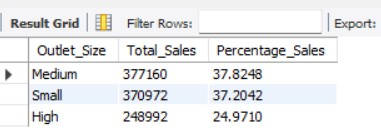 Result Grid Filter Rows: Export:
Outlet_Size Total_Sales Percentage_Sales
Medium 377160 37.8248
Small 370972 37.2042
High 248992 24.9710